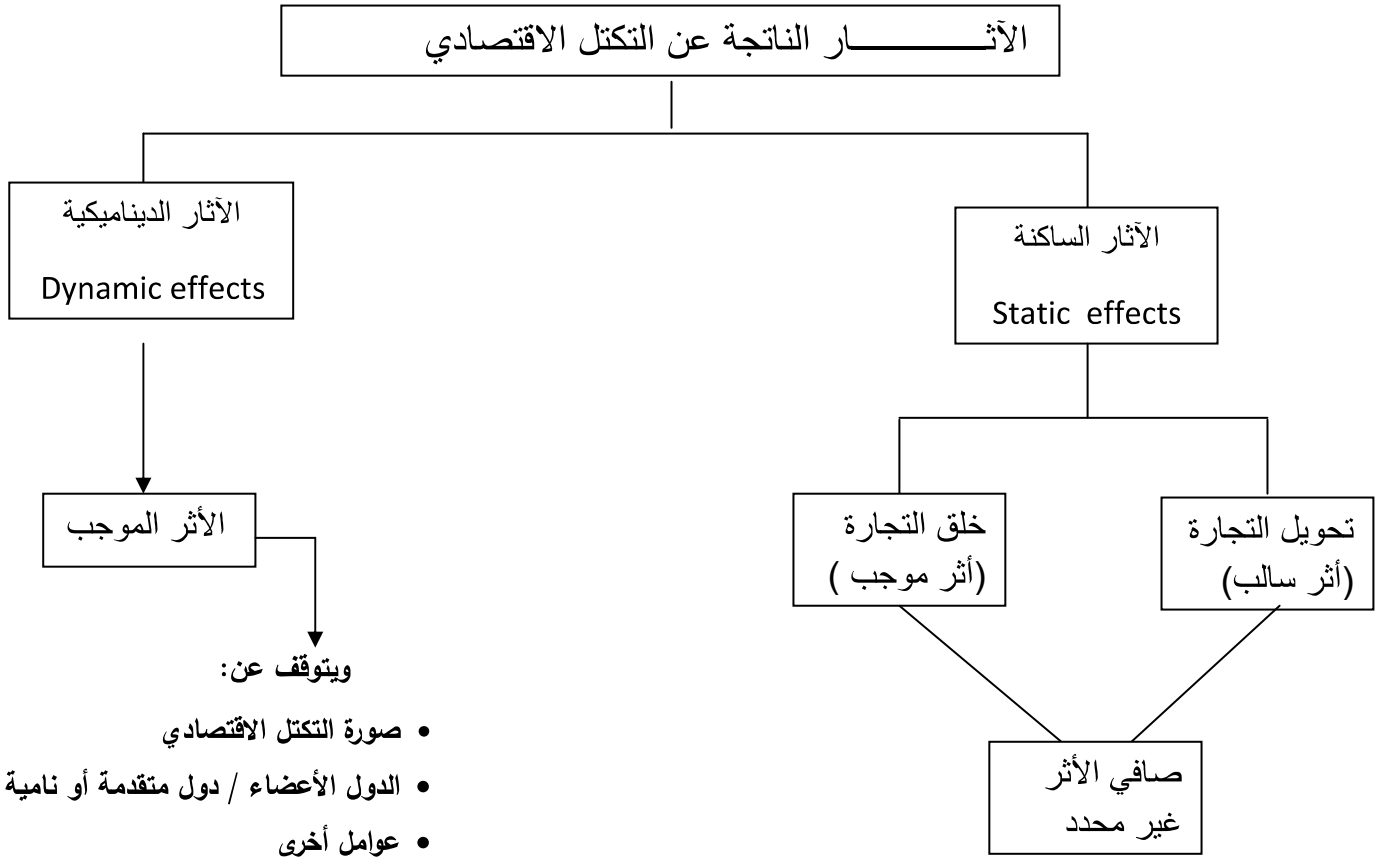 الآثـــــــــــــار الناتجة عن التكتل الاقتصادي
الآثار الساكنة
Static effects
الآثار الديناميكية
Dynamic effects
تحويل التجارة
(أثر سالب)
خلق التجارة
(أثر موجب )
صافي الأثر
غير محدد
الأثر الموجب
ويتوقف عن:
• صورة التكتل الاقتصادي
• الدول الأعضاء / دول متقدمة أو نامية
• عوامل أخرى